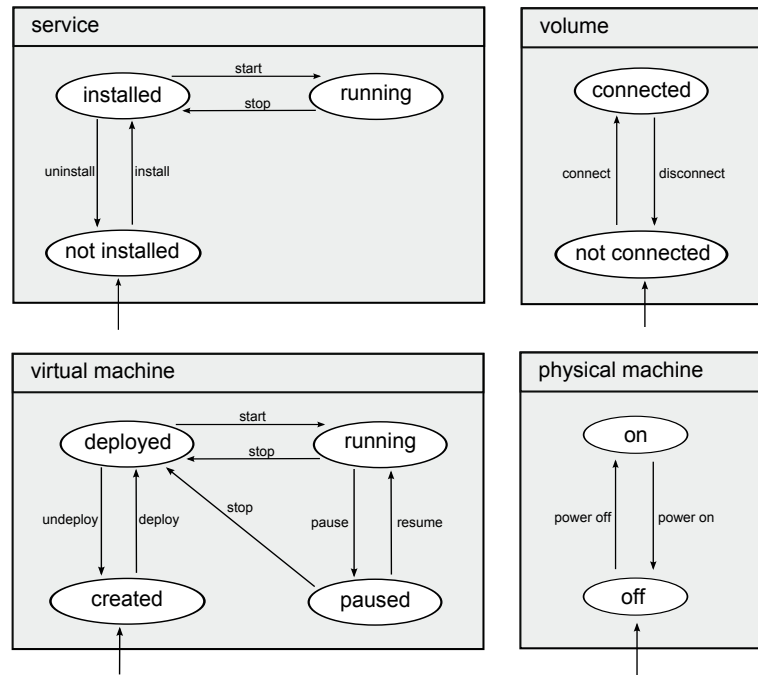 service
start
installed
running
stop
uninstall
install
not installed
volume
connected
connect
disconnect
not connected
virtual machine
start
deployed
running
stop
stop
undeploy
deploy
pause
resume
created
paused
physical machine
on
power off
power on
off